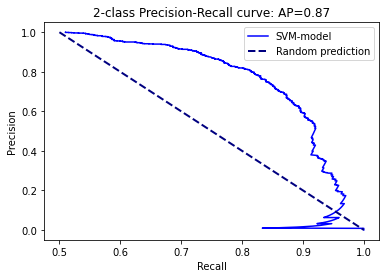 2-class Precision-Recall curve: AP=0.87
SVM-model
Random prediction
Precision
1.0
0.8
0.6
0.4
0.2
0.0
0.5
0.6
0.7
0.8
0.9
1.0
Recall